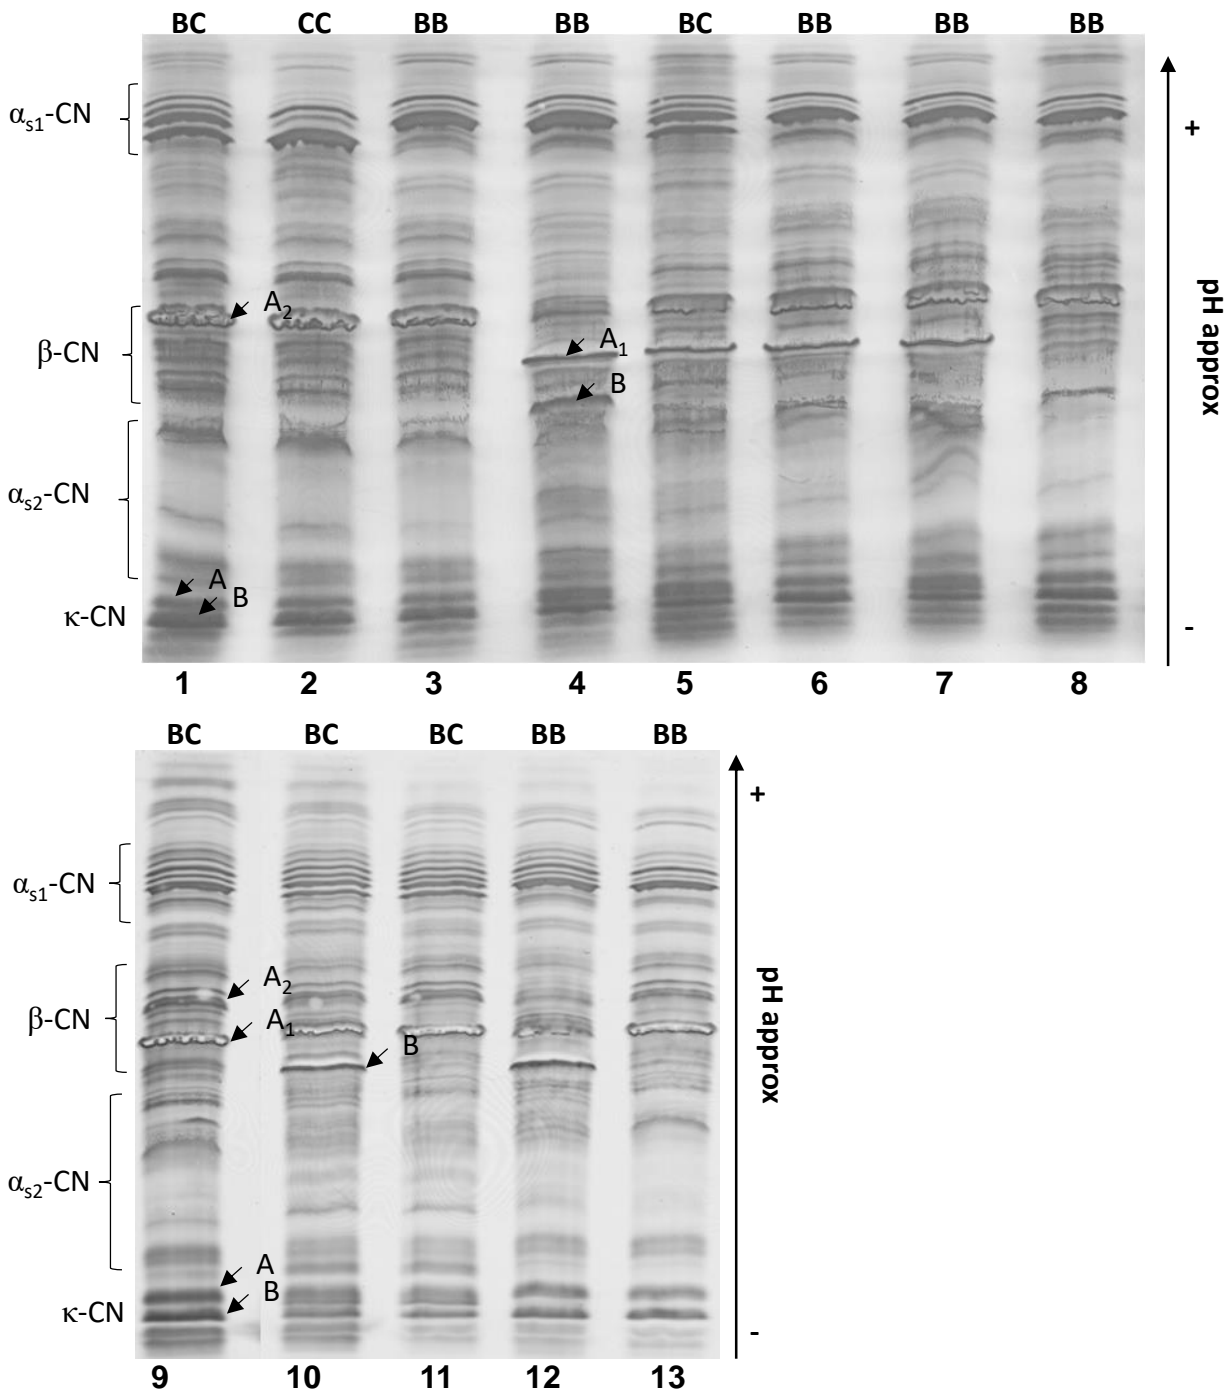 BC CC BB BB BC BB BB BB
αs1-CN
+
A2
β-CN
A1
B
pH approx
αs2-CN
A
B
κ-CN
-
1 2 3 4 5 6 7 8
BC BC BC BB BB
+
αs1-CN
A2
β-CN
A1
B
pH approx
αs2-CN
A
B
κ-CN
-
9 10 11 12 13